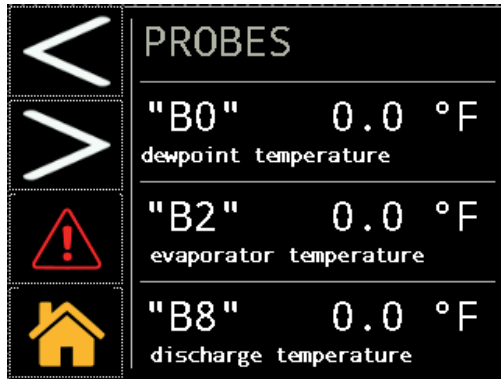 PROBES
"B0" 0.0 °F
dewpoint temperature
"B2" 0.0 °F
evaporator temperature
"B8" 0.0 °F
discharge temperature